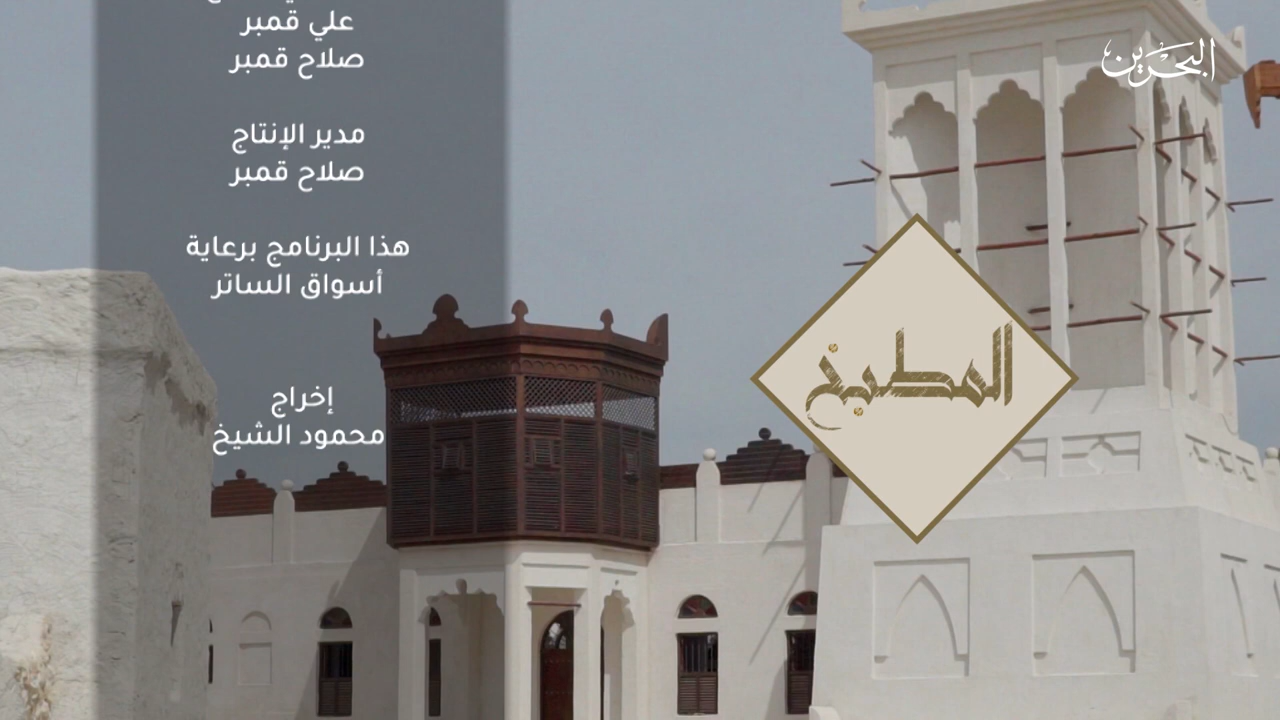 علي قمبر
صلاح قمبر
مدير الإنتاج
صلاح قمبر
هذا البرنامج برعاية
أسواق الساتر
إخراج
محمود الشيخ
البحرين
المطبخ